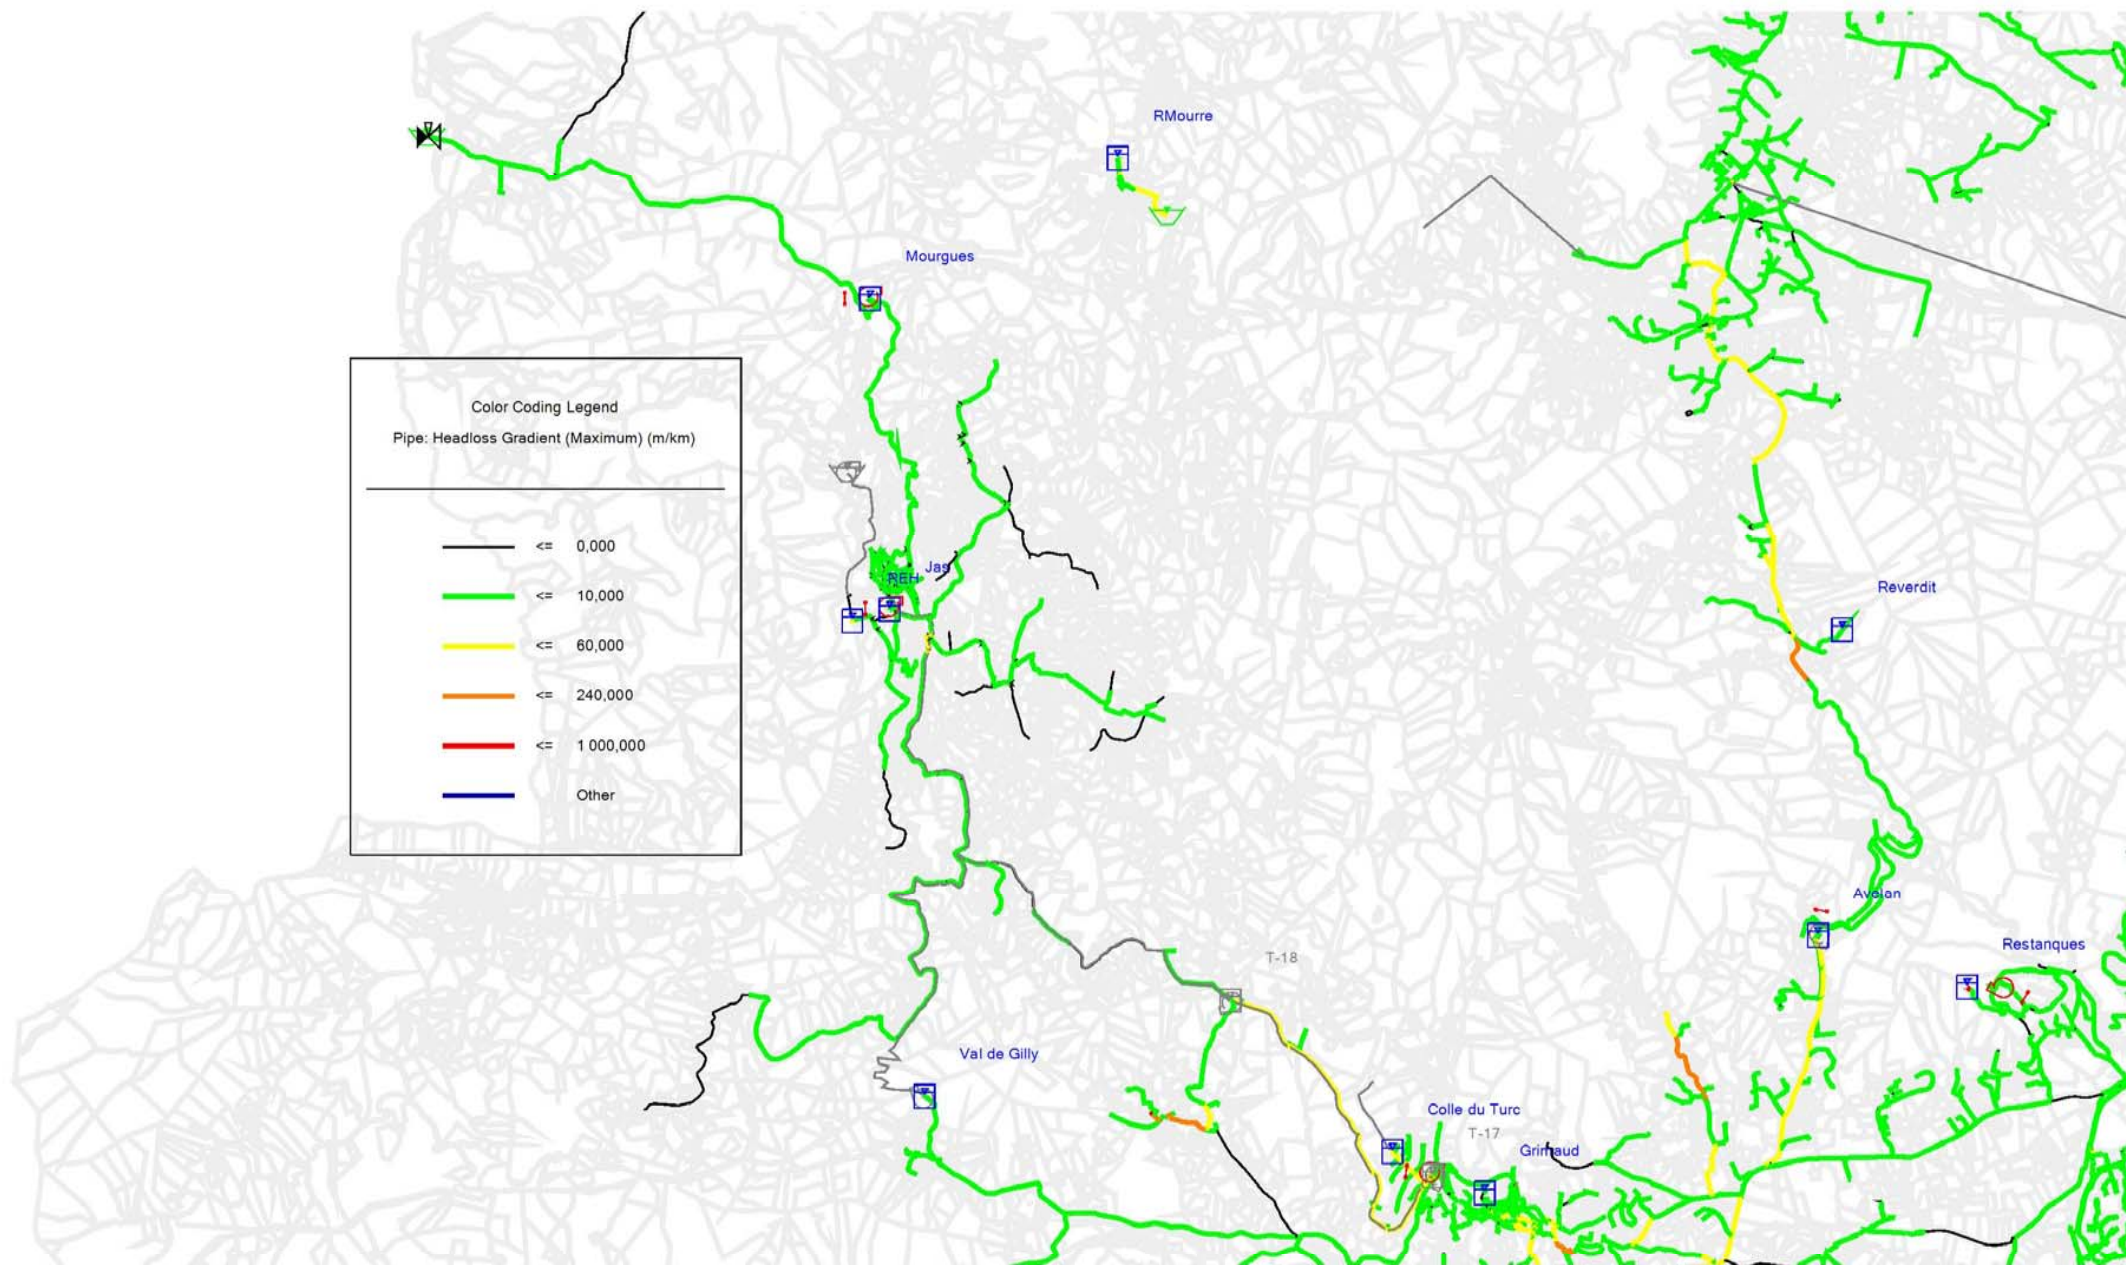 RMourre
Mourgues
Color Coding Legend
Pipe: Headloss Gradient (Maximum) (m/km)
<= 0,000
<= 10,000
<= 60,000
<= 240,000
<= 1 000,000
Other
REH
Jas
Reverdit
Avelan
Restanques
T-18
Val de Gilly
Colle du Turc
T-17
Grimaud